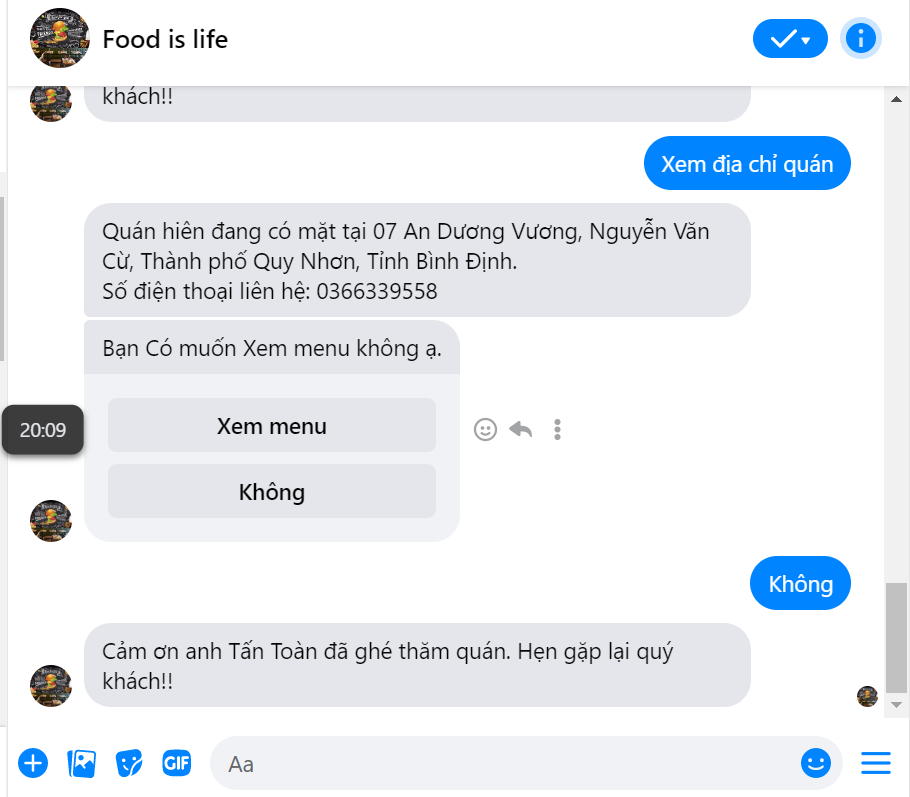 Food is life
khách!!
Xem địa chỉ quán
Quán hiên đang có mặt tại 07 An Dương Vương, Nguyễn Văn
Cừ, Thành phố Quy Nhơn, Tỉnh Bình Định.
Số điện thoại liên hệ: 0366339558
Bạn Có muốn Xem menu không ạ.
20:09
Xem menu
Không
Không
Cảm ơn anh Tấn Toàn đã ghé thăm quán. Hẹn gặp lại quý
khách!!
GIF
Aa